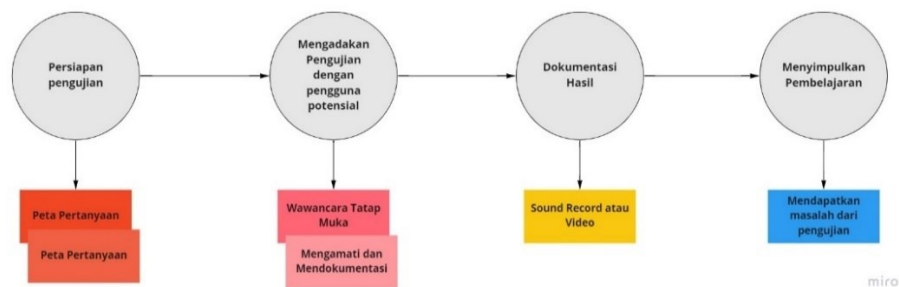 Persiapan
pengujian
Mengadakan
Pengujian
dengan
pengguna
potensial
Dokumentasi
Hasil
Menyimpulkan
Pembelajaran
Peta Pertanyaan
Peta Pertanyaan
Wawancara Tatap
Muka
Mengamati dan
Mendokumentasi
Sound Record atau
Video
Mendapatkan
masalah dari
pengujian
miro